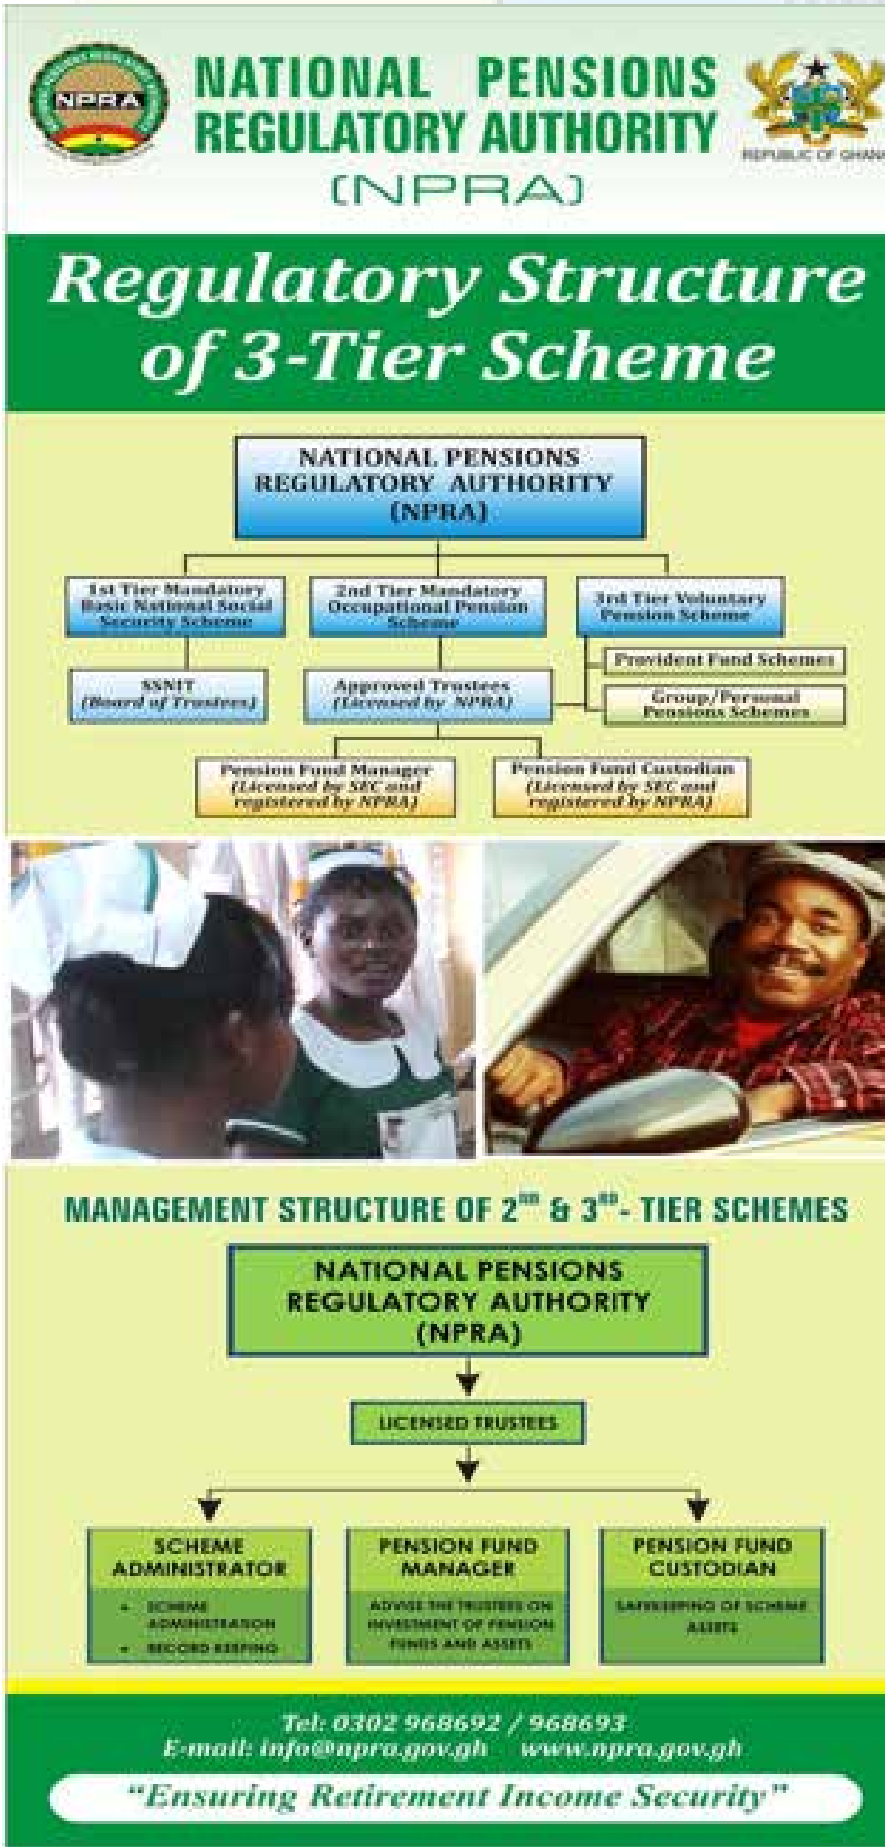 NPRA
NATIONAL PENSIONS
REGULATORY AUTHORITY
(NPRA)
REPUBLIC OF GHANA
Regulatory Structure
of 3-Tier Scheme
NATIONAL PENSIONS
REGULATORY AUTHORITY
(NPRA)
1st Tier Mandatory
Basic National Social
Security Scheme
2nd Tier Mandatory
Occupational Pension
Scheme
3rd Tier Voluntary
Pension Scheme
Provident Fund Schemes
Group/Personal
Pensions Schemes
SSNIT
(Board of Trustees)
Approved Trustees
(Licensed by NPRA)
Pension Fund Manager
(Licensed by SEC and
registered by NPRA)
Pension Fund Custodian
(Licensed by SEC and
registered by NPRA)
MANAGEMENT STRUCTURE OF 2ND & 3RD- TIER SCHEMES
NATIONAL PENSIONS
REGULATORY AUTHORITY
(NPRA)
LICENSED TRUSTEES
SCHEME
ADMINISTRATOR
• SCHEME
ADMINISTRATION
• RECORD KEEPING
PENSION FUND
MANAGER
ADVISE THE TRUSTEES ON
INVESTMENT OF PENSION
FUNDS AND ASSETS
PENSION FUND
CUSTODIAN
SAFEKEEPING OF SCHEME
ASSETS
Tel: 0302 968692 / 968693
E-mail: info@npra.gov.gh www.npra.gov.gh
"Ensuring Retirement Income Security"